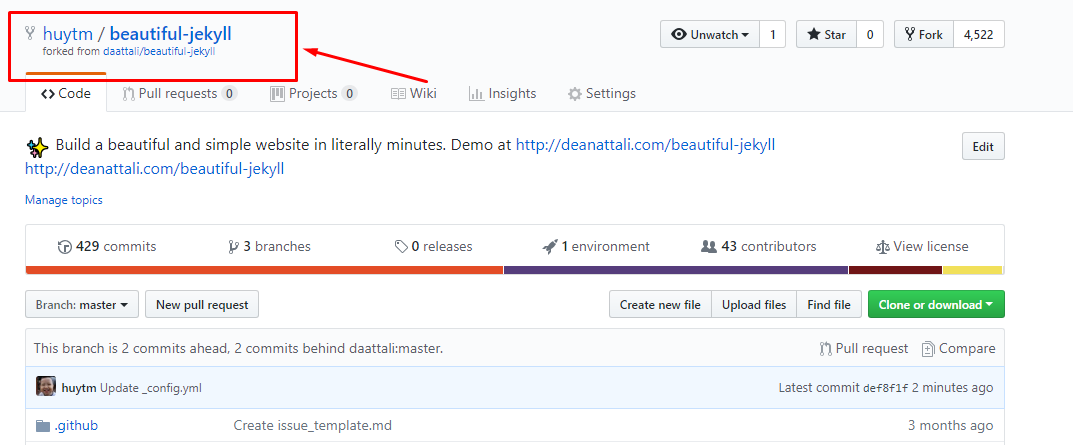 huytm / beautiful-jekyll
forked from daattali/beautiful-jekyll
Unwatch 1
Star 0
Fork 4,522
Code Pull requests 0 Projects 0 Wiki Insights Settings
Build a beautiful and simple website in literally minutes. Demo at http://deanattali.com/beautiful-jekyll
http://deanattali.com/beautiful-jekyll
Edit
Manage topics
429 commits 3 branches 0 releases 1 environment 43 contributors View license
Branch: master New pull request Create new file Upload files Find file Clone or download
This branch is 2 commits ahead, 2 commits behind daattali:master. Pull request Compare
huytm Update _config.yml Latest commit def8f1f 2 minutes ago
.github Create issue_template.md 3 months ago